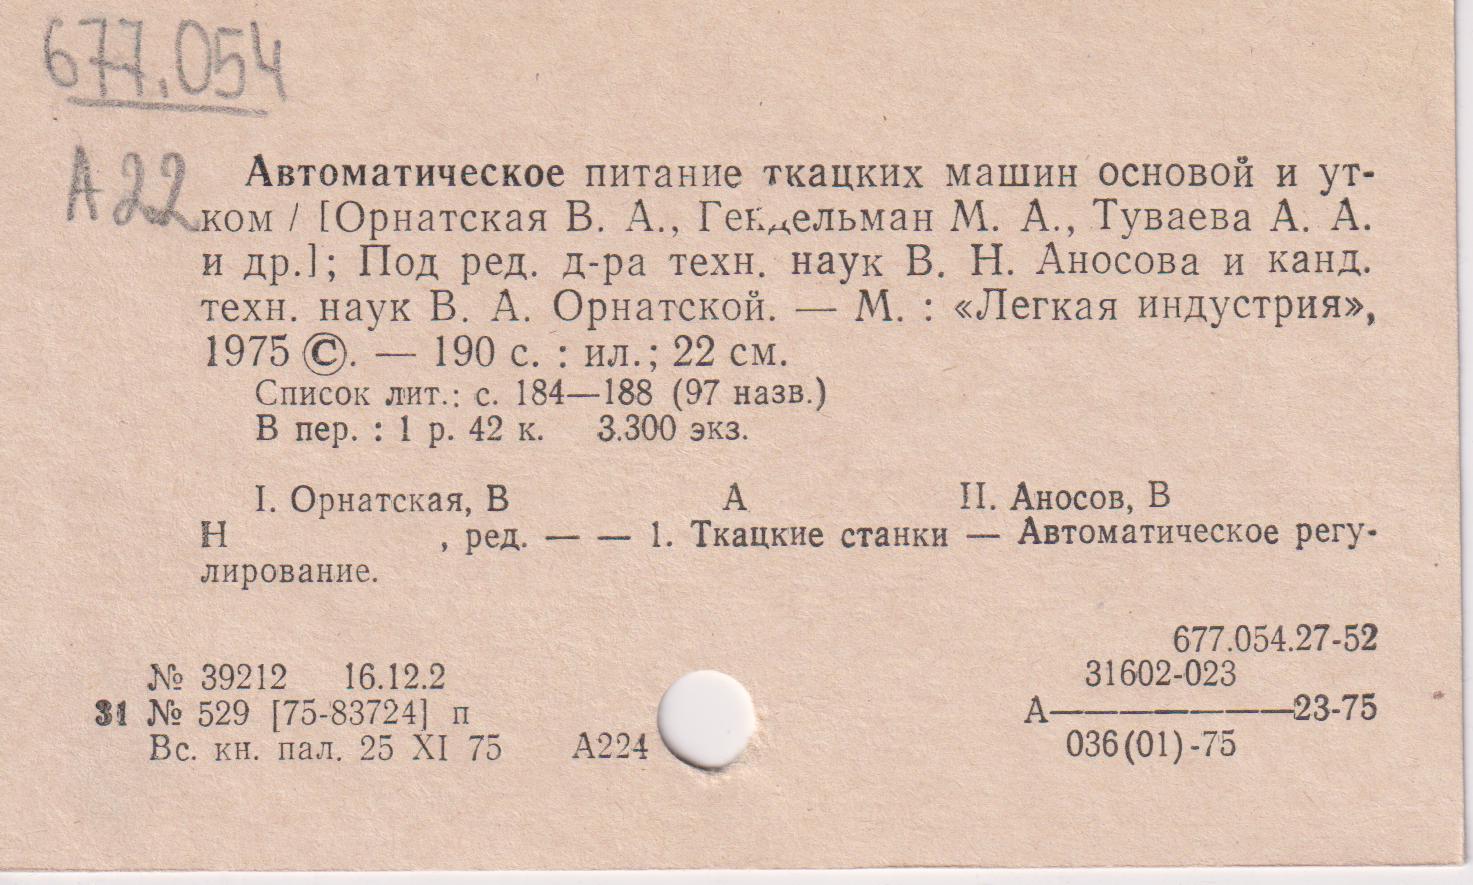 677.054
А22
Автоматическое питание ткацких машин основой и ут-
ком / [Орнатская В. А., Гендельман М. А., Туваева А. А.
и др.]; Под ред. д-ра техн. наук В. Н. Аносова и канд.
техн. наук В. А. Орнатской. — М. : «Легкая индустрия»,
1975 ©. — 190 с. : ил.; 22 см.
Список лит.: с. 184—188 (97 назв.)
В пер. : 1 р. 42 к. 3.300 экз.
I. Орнатская, В А II. Аносов, В
Н , ред. — — 1. Ткацкие станки — Автоматическое регу-
лирование.
677.054.27-52
№ 39212 16.12.2 31602-023
31 № 529 [75-83724] п А———————23-75
Вс. кн. пал. 25 XI 75 А224 036(01)-75